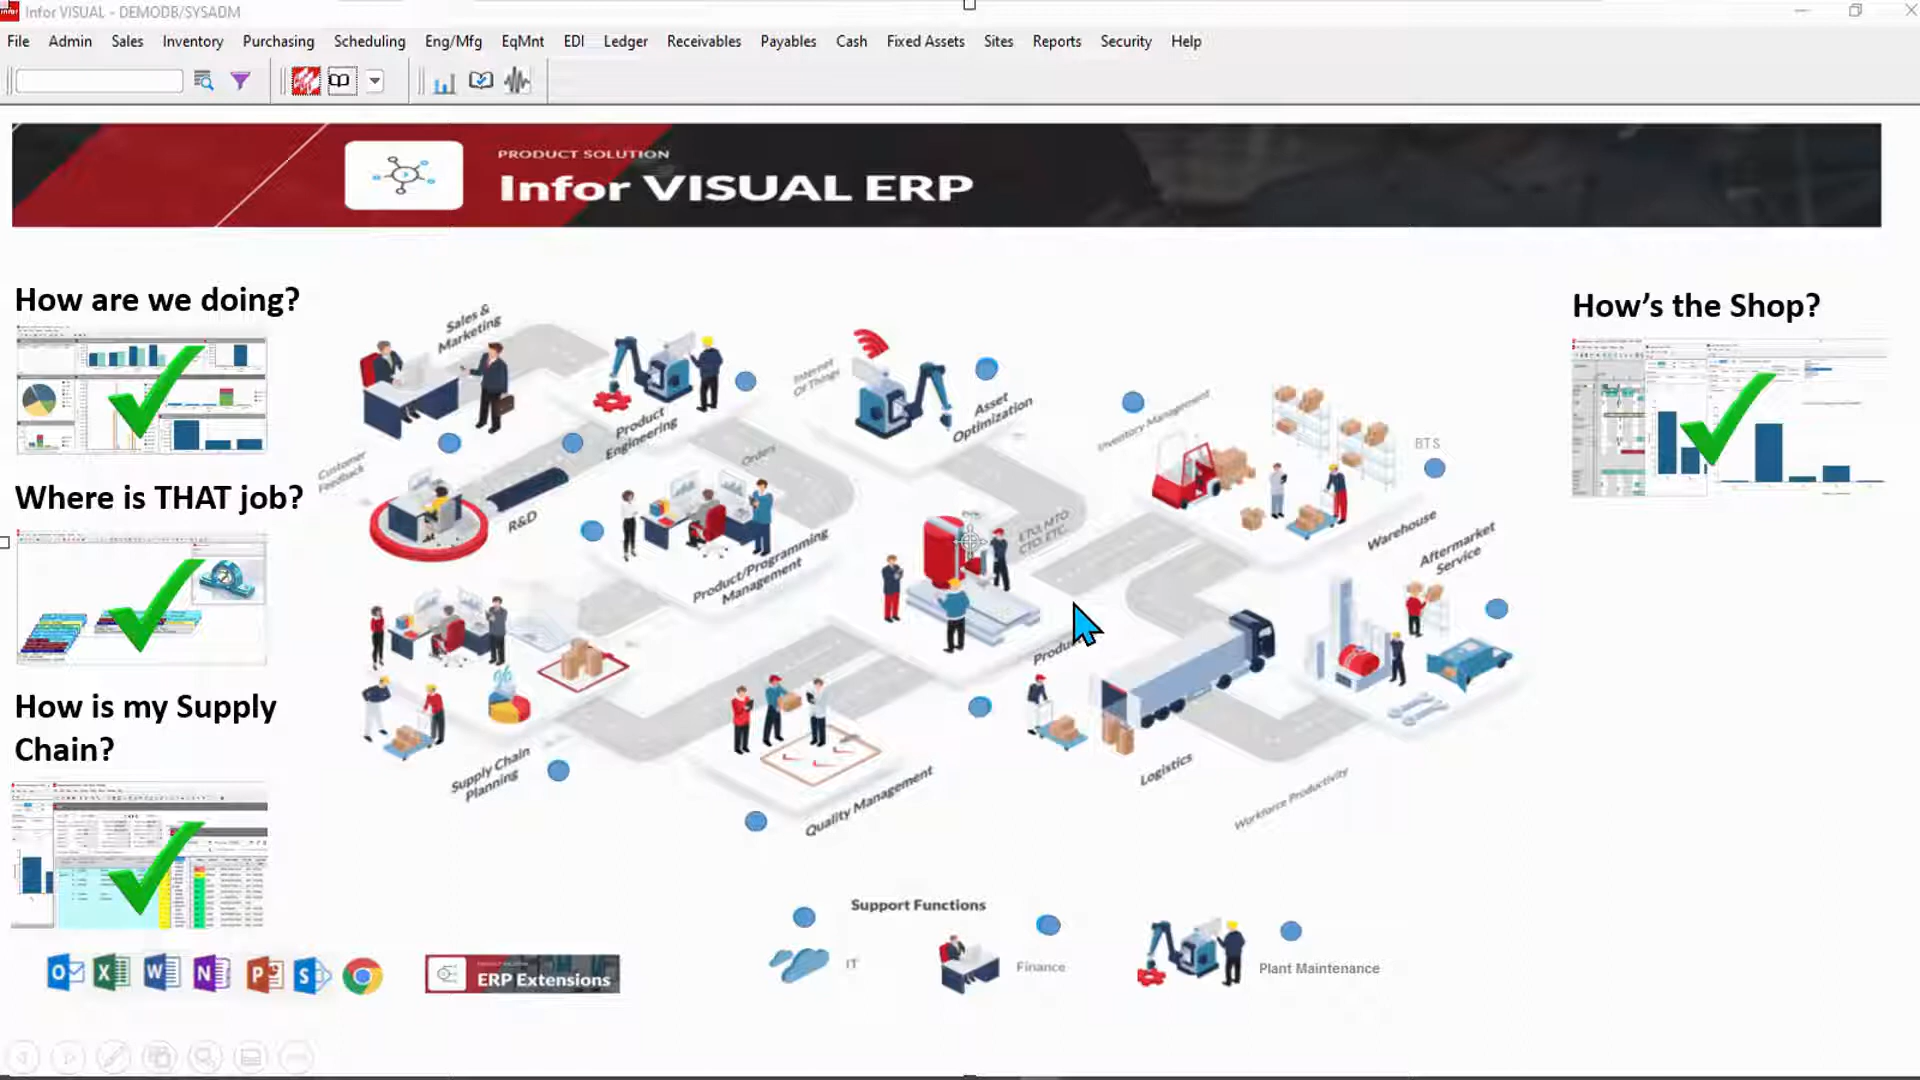 infor Infor VISUAL - DEMODB/SYSADM
File Admin Sales Inventory Purchasing Scheduling Eng/Mfg EqMnt EDI Ledger Receivables Payables Cash Fixed Assets Sites Reports Security Help
PRODUCT SOLUTION
Infor VISUAL ERP
How are we doing?
Where is THAT job?
How is my Supply
Chain?
How's the Shop?
Sales &
Marketing
Product
Engineering
Internet
Of Things
Asset
Optimization
Inventory Management
BTS
Customer
Feedback
R&D
Orders
Product/Programming
Management
ETO, MTO
CTO, ETC.
Warehouse
Aftermarket
Service
Supply Chain
Planning
Quality Management
Logistics
Workforce Productivity
Support Functions
IT
Finance
Plant Maintenance
ERP Extensions